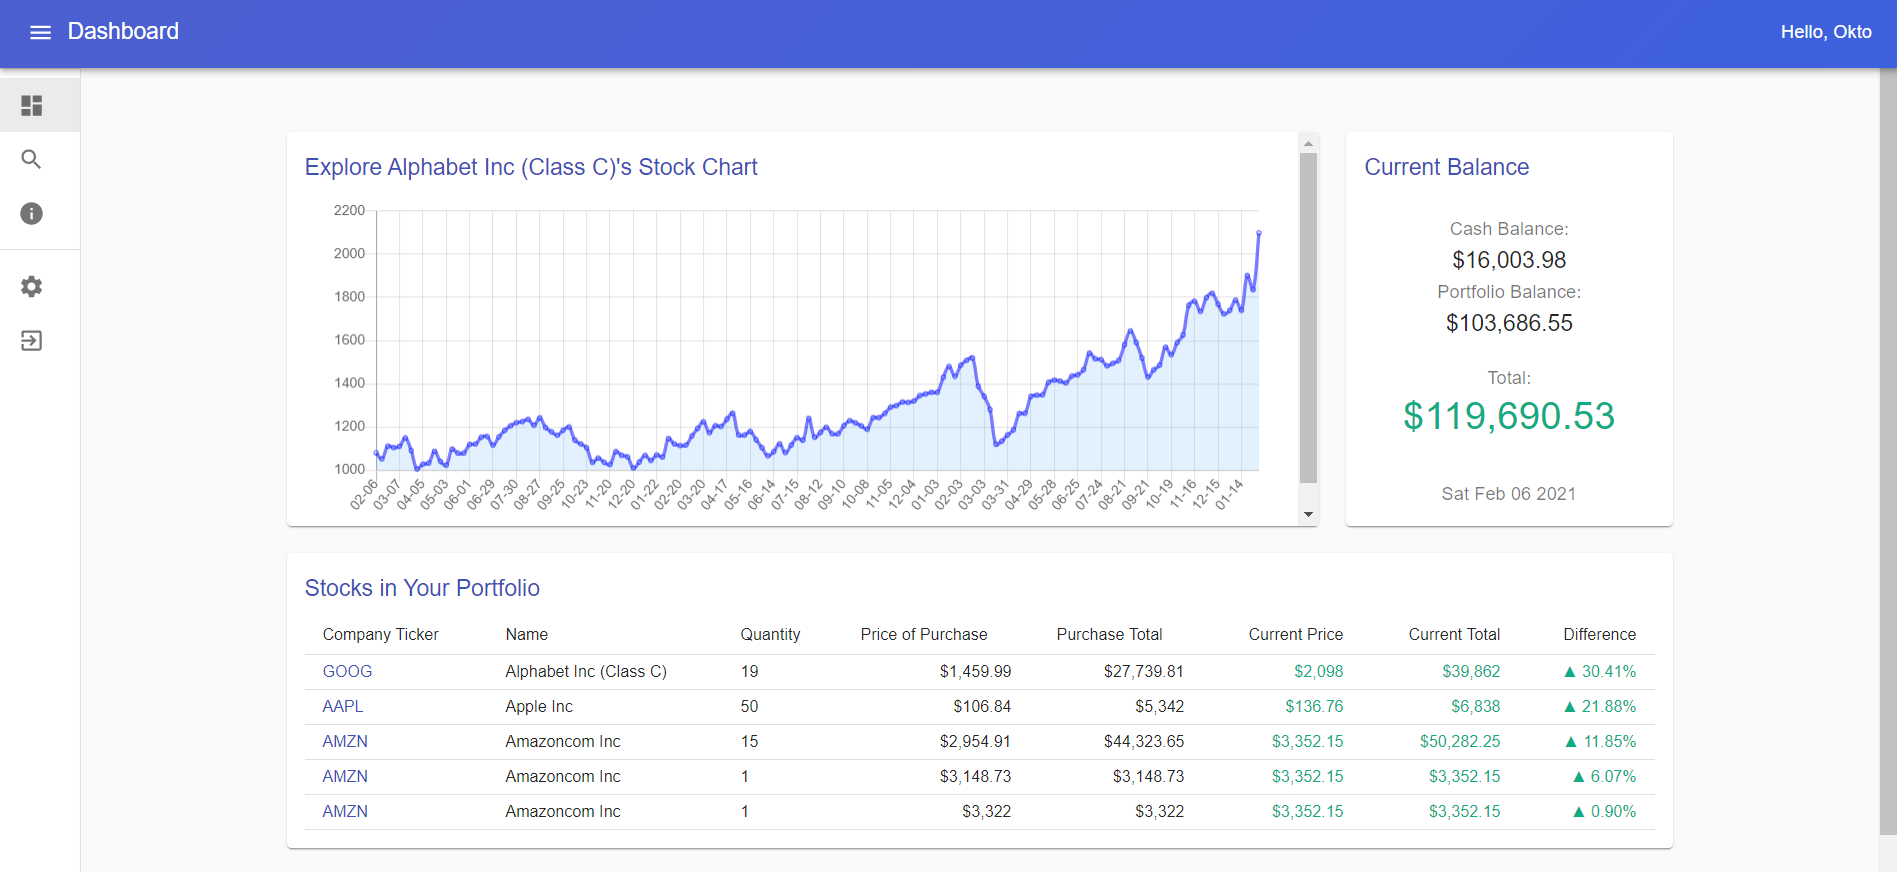 Dashboard
Hello, Okto
Explore Alphabet Inc (Class C)'s Stock Chart
2200
2000
1800
1600
1400
1200
1000
02-06 03-07 04-05 05-03 06-01 06-29 07-30 08-27 09-25 10-23 11-20 12-20 01-22 02-20 03-20 04-17 05-16 06-14 07-15 08-12 09-10 10-08 11-05 12-04 01-03 02-03 03-03 03-31 04-29 05-28 06-25 07-24 08-21 09-21 10-19 11-16 12-15 01-14
Current Balance
Cash Balance:
$16,003.98
Portfolio Balance:
$103,686.55
Total:
$119,690.53
Sat Feb 06 2021
Stocks in Your Portfolio
Company Ticker Name Quantity Price of Purchase Purchase Total Current Price Current Total Difference
GOOG Alphabet Inc (Class C) 19 $1,459.99 $27,739.81 $2,098 $39,862 ▲ 30.41%
AAPL Apple Inc 50 $106.84 $5,342 $136.76 $6,838 ▲ 21.88%
AMZN Amazoncom Inc 15 $2,954.91 $44,323.65 $3,352.15 $50,282.25 ▲ 11.85%
AMZN Amazoncom Inc 1 $3,148.73 $3,148.73 $3,352.15 $3,352.15 ▲ 6.07%
AMZN Amazoncom Inc 1 $3,322 $3,322 $3,352.15 $3,352.15 ▲ 0.90%